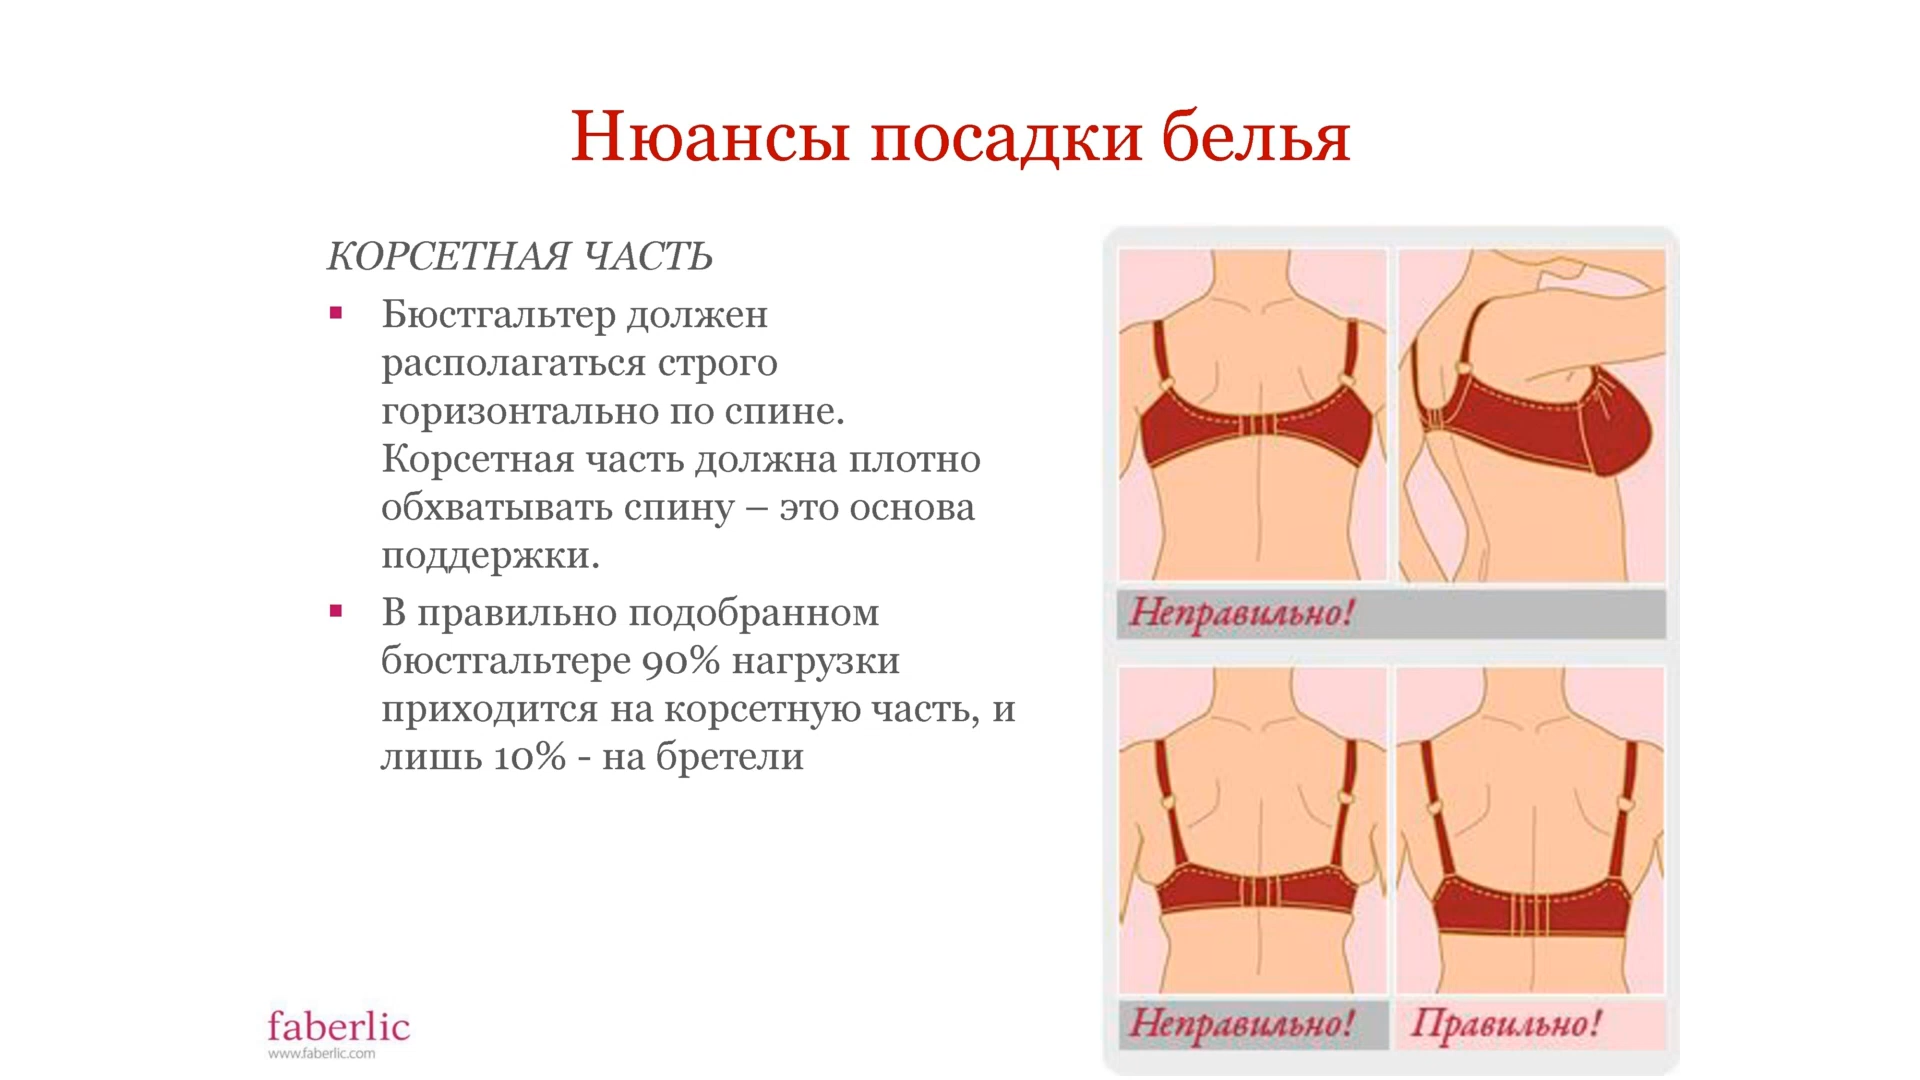 Нюансы посадки белья
КОРСЕТНАЯ ЧАСТЬ
▪ Бюстгальтер должен
располагаться строго
горизонтально по спине.
Корсетная часть должна плотно
обхватывать спину – это основа
поддержки.
▪ В правильно подобранном
бюстгальтере 90% нагрузки
приходится на корсетную часть, и
лишь 10% - на бретели
Неправильно!
Неправильно!
Правильно!
faberlic
www.faberlic.com